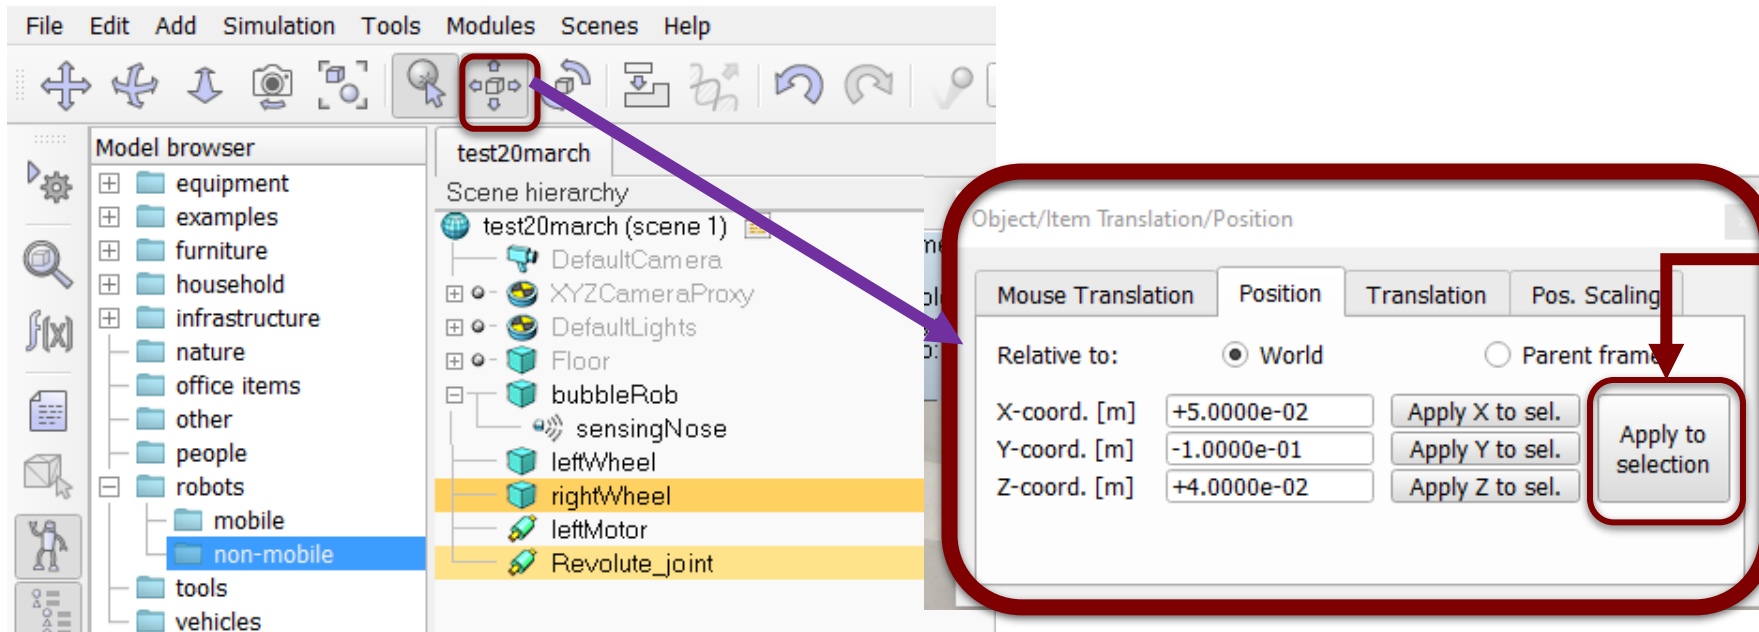 File Edit Add Simulation Tools Modules Scenes Help
Model browser
equipment
examples
furniture
household
infrastructure
nature
office items
other
people
robots
mobile
non-mobile
tools
vehicles
f(x)
test20march
Scene hierarchy
test20march (scene 1)
DefaultCamera
XYZCameraProxy
DefaultLights
Floor
bubbleRob
sensingNose
leftWheel
rightWheel
leftMotor
Revolute_joint
Object/Item Translation/Position
Mouse Translation Position Translation Pos. Scaling
Relative to: World Parent frame
X-coord. [m] +5.0000e-02 Apply X to sel.
Y-coord. [m] -1.0000e-01 Apply Y to sel.
Z-coord. [m] +4.0000e-02 Apply Z to sel.
Apply to
selection